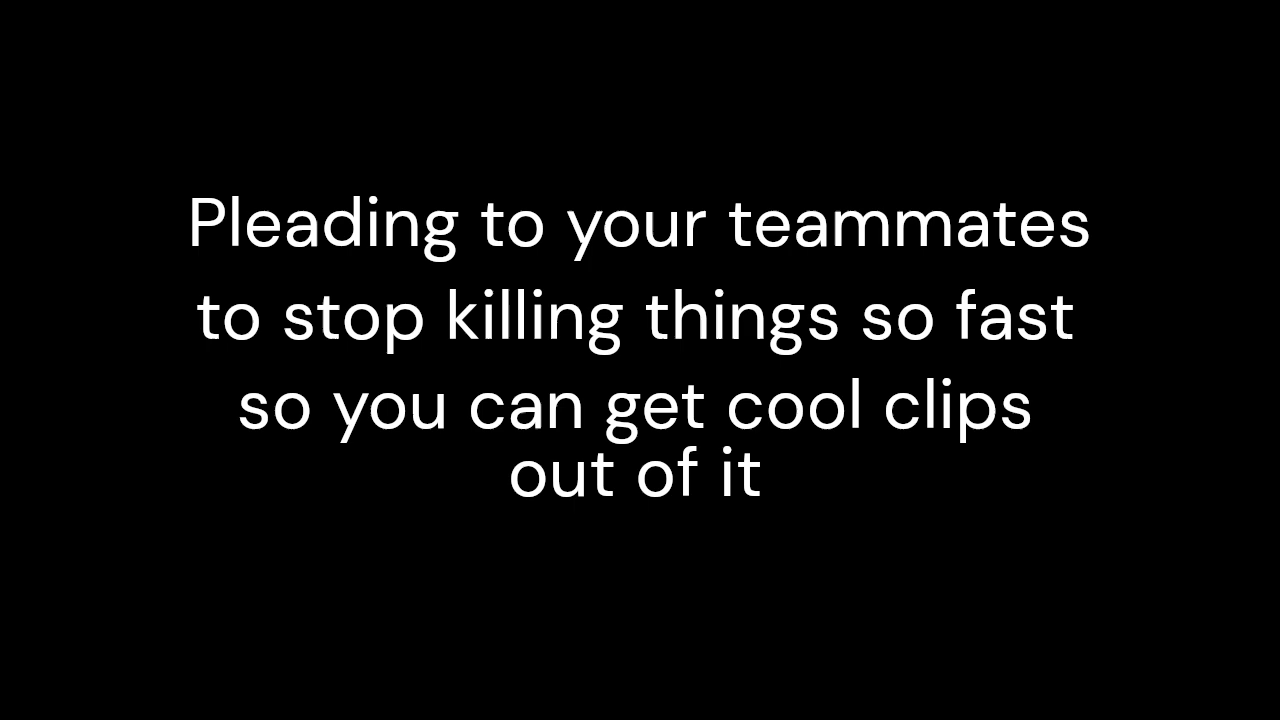 Pleading to your teammates
to stop killing things so fast
so you can get cool clips
out of it